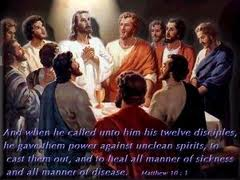 And when he called unto him his twelve disciples,
he gave them power against unclean spirits, to
cast them out, and to heal all manner of sickness
and all manner of disease. Matthew 10 : 1